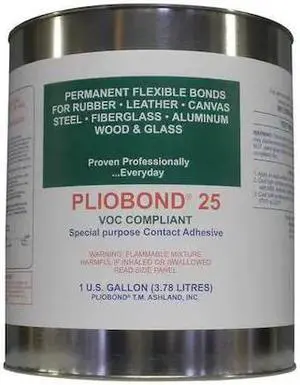 PERMANENT FLEXIBLE BONDS
FOR RUBBER • LEATHER • CANVAS
STEEL • FIBERGLASS • ALUMINUM
WOOD & GLASS
Proven Professionally
...Everyday
PLIOBOND® 25
VOC COMPLIANT
Special purpose Contact Adhesive
WARNING: FLAMMABLE MIXTURE
HARMFUL IF INHALED OR SWALLOWED
READ SIDE PANEL
1 U.S. GALLON (3.78 LITRES)
PLIOBOND® T.M. ASHLAND, INC.